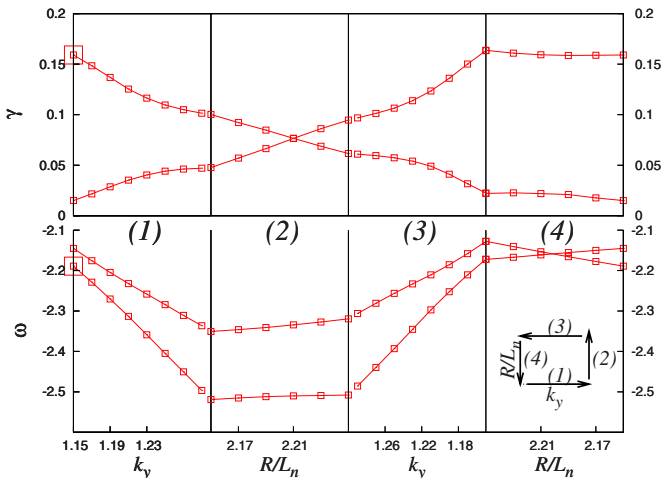 0.2 0.2
0.15 0.15
γ 0.1 0.1
0.05 0.05
0 0
(1) (2) (3) (4)
-2.1 -2.1
-2.2 -2.2
-2.3 -2.3
ω -2.4 -2.4
-2.5 -2.5
(3)
R/Ln (4) (2)
(1)
ky
1.15 1.19 1.23 2.17 2.21 1.26 1.22 1.18 2.21 2.17
ky R/Ln ky R/Ln